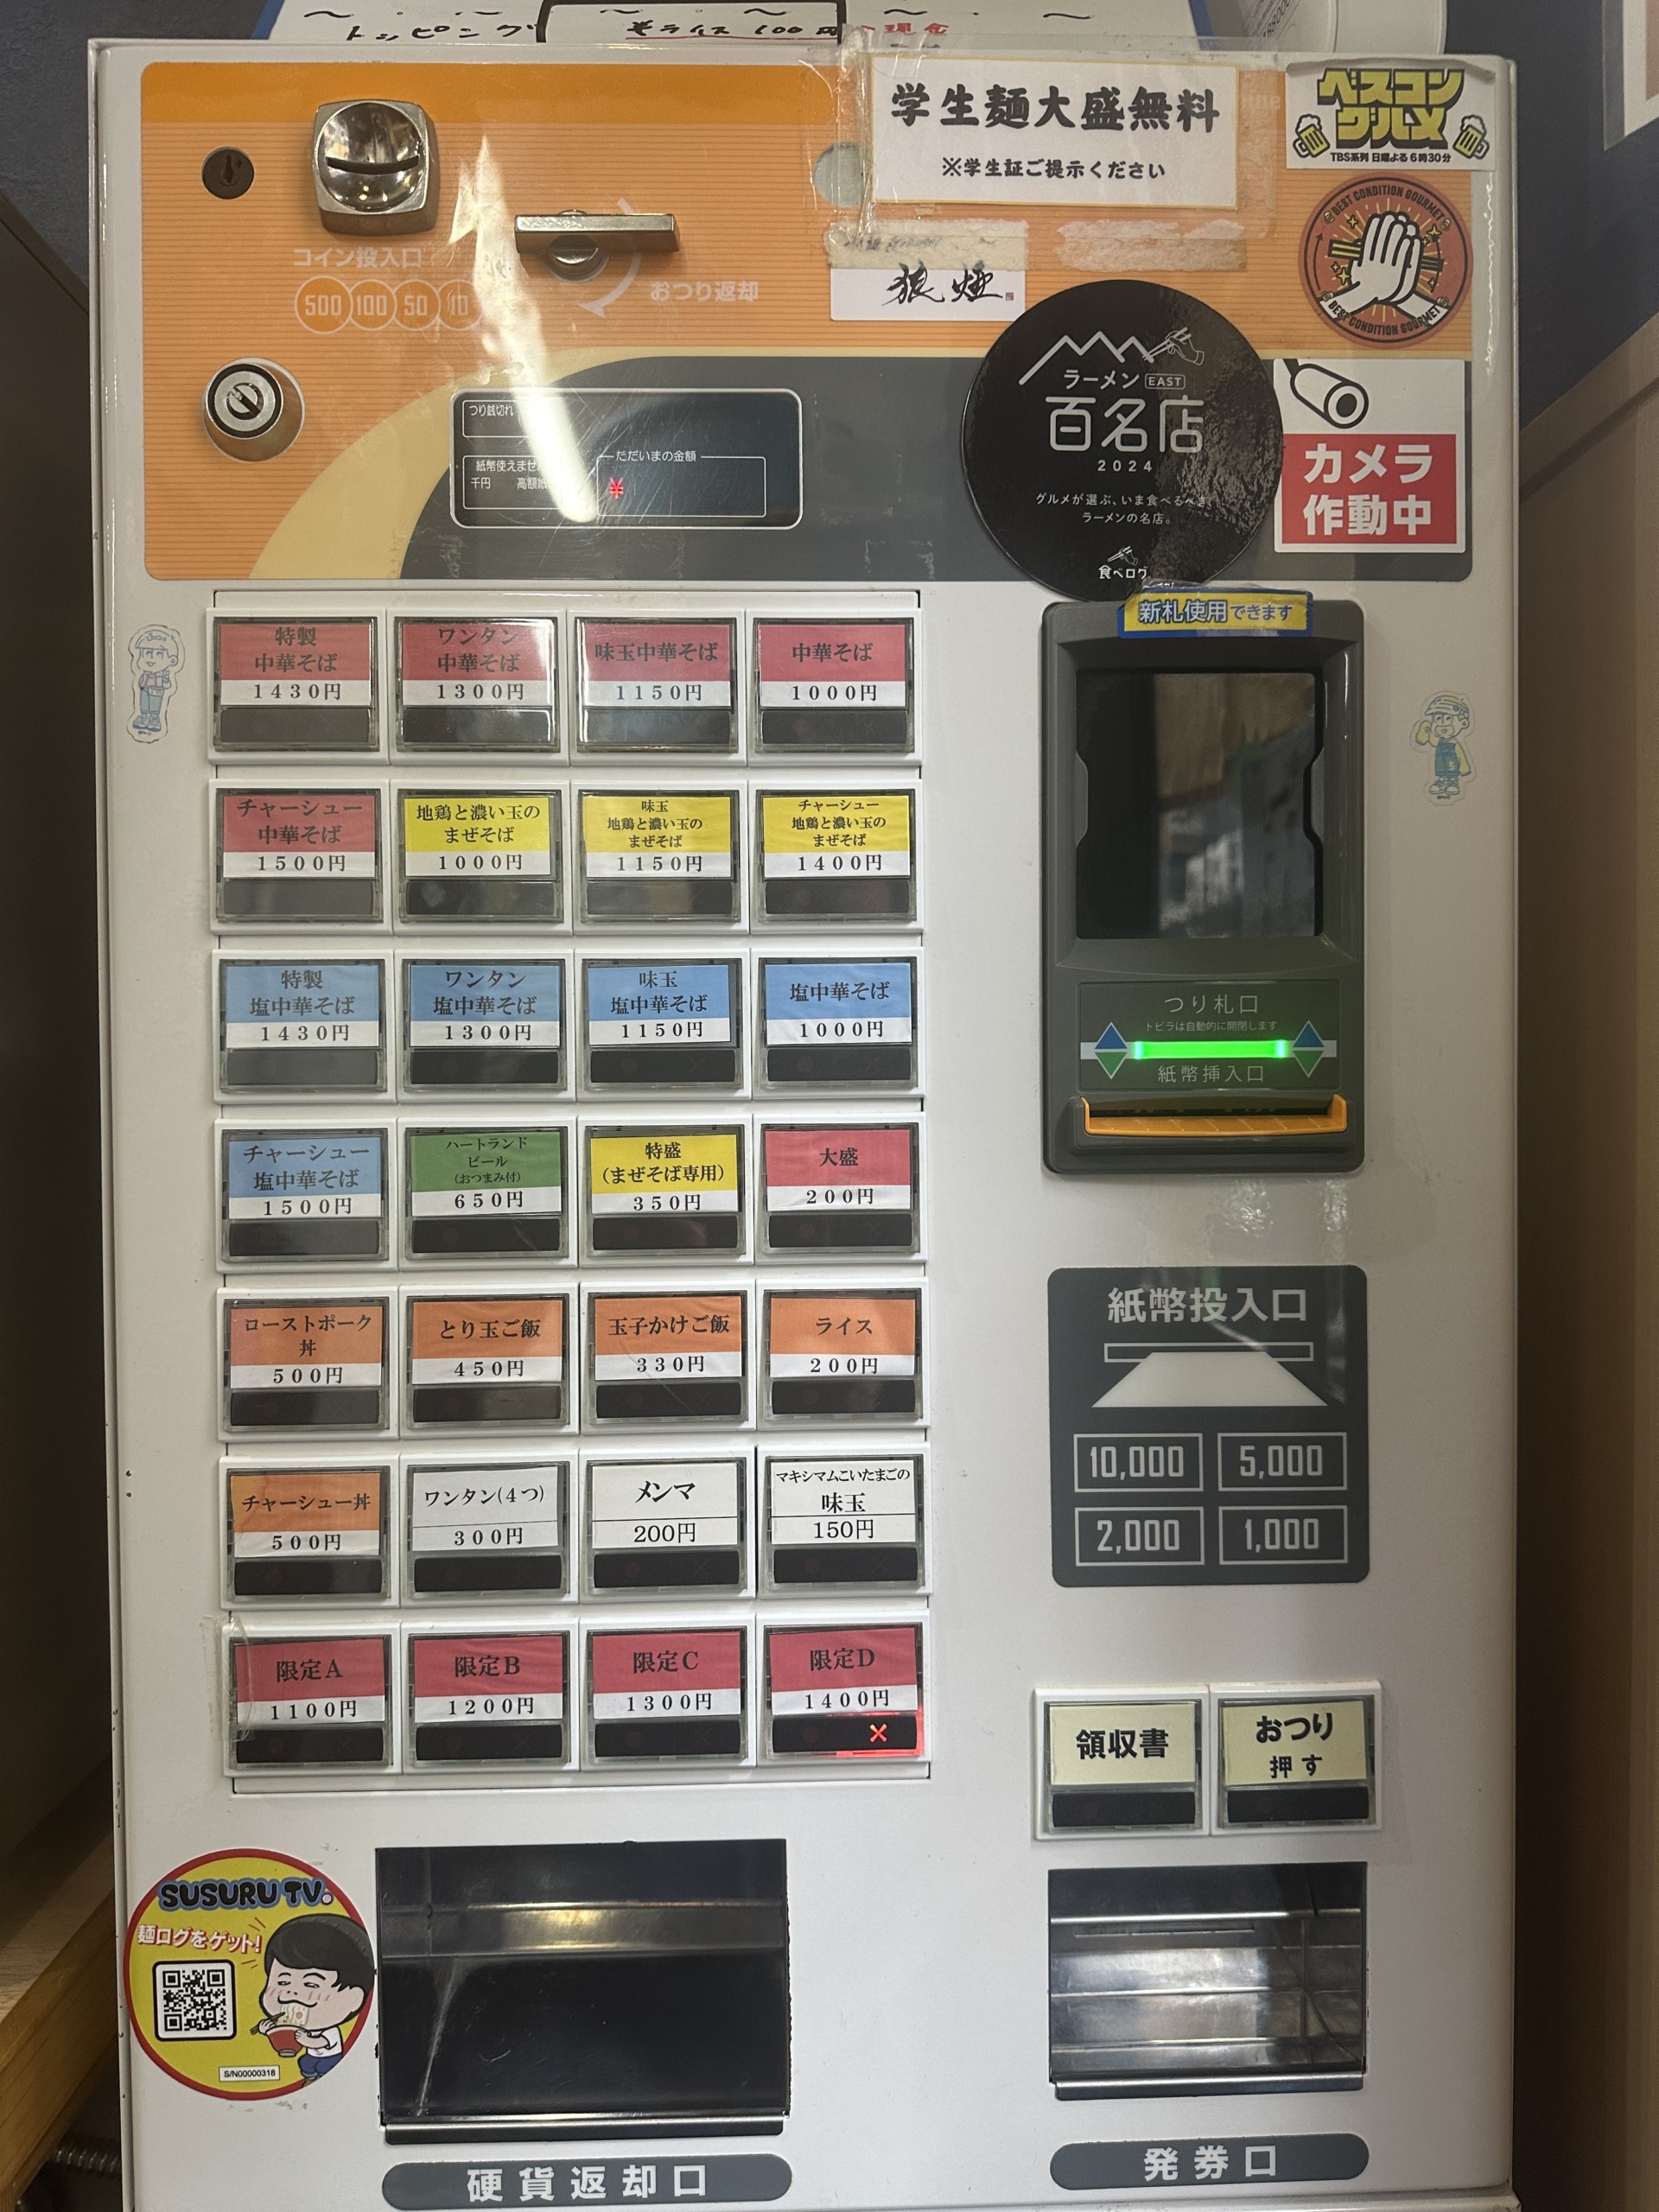 トッピング 半ライス 100円 現金
学生麺大盛無料
※学生証ご提示ください
ベスコン
グルメ
TBS系列 日曜よる6時30分
BEST CONDITION GOURMET
BEST CONDITION GOURMET
コイン投入口
500 100 50 10
おつり返却
狼煙
ラーメン EAST
百名店
2024
グルメが選ぶ、いま食べるべき
ラーメンの名店。
食べログ
カメラ
作動中
つり銭切れ
紙幣使えません
千円 高額紙
ただいまの金額
¥
新札使用できます
特製
中華そば
1430円
ワンタン
中華そば
1300円
味玉中華そば
1150円
中華そば
1000円
チャーシュー
中華そば
1500円
地鶏と濃い玉の
まぜそば
1000円
味玉
地鶏と濃い玉の
まぜそば
1150円
チャーシュー
地鶏と濃い玉の
まぜそば
1400円
特製
塩中華そば
1430円
ワンタン
塩中華そば
1300円
味玉
塩中華そば
1150円
塩中華そば
1000円
チャーシュー
塩中華そば
1500円
ハートランド
ビール
(おつまみ付)
650円
特盛
(まぜそば専用)
350円
大盛
200円
ローストポーク
丼
500円
とり玉ご飯
450円
玉子かけご飯
330円
ライス
200円
チャーシュー丼
500円
ワンタン(4つ)
300円
メンマ
200円
マキシマムこいたまごの
味玉
150円
限定A
1100円
限定B
1200円
限定C
1300円
限定D
1400円
×
つり札口
トビラは自動的に開閉します
紙幣挿入口
紙幣投入口
10,000 5,000
2,000 1,000
領収書
おつり
押す
SUSURU TV.
麺ログをゲット!
S/N00000318
硬貨返却口
発券口